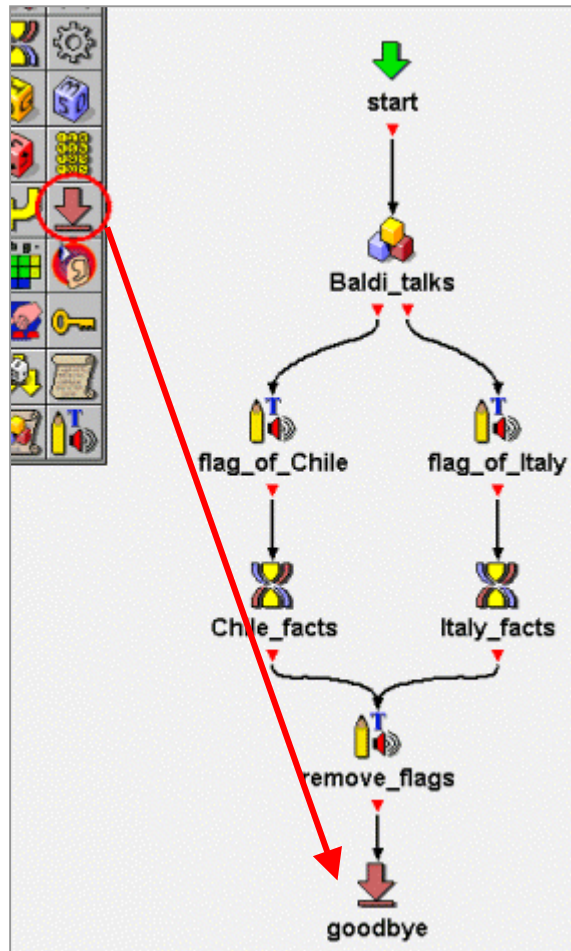 start
Baldi_talks
T
T
flag_of_Chile
flag_of_Italy
Chile_facts
Italy_facts
T
remove_flags
T
goodbye